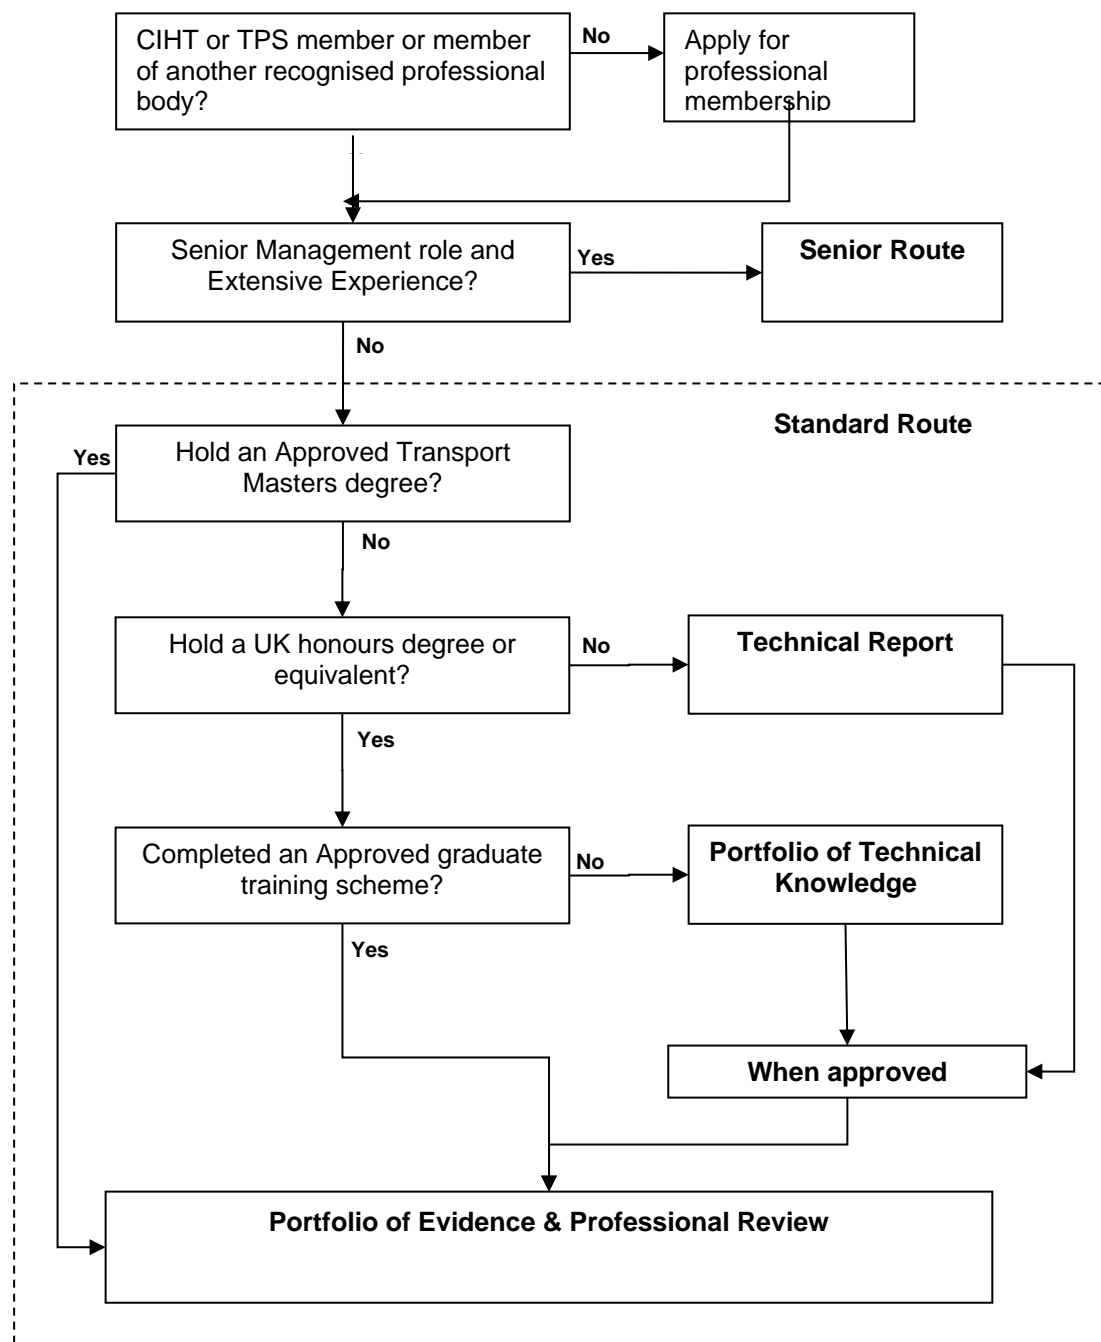 CIHT or TPS member or member
of another recognised professional
body?
No
Apply for
professional
membership
Senior Management role and
Extensive Experience?
Yes
Senior Route
No
Standard Route
Hold an Approved Transport
Masters degree?
Yes
No
Hold a UK honours degree or
equivalent?
No
Technical Report
Yes
Completed an Approved graduate
training scheme?
No
Portfolio of Technical
Knowledge
Yes
When approved
Portfolio of Evidence & Professional Review